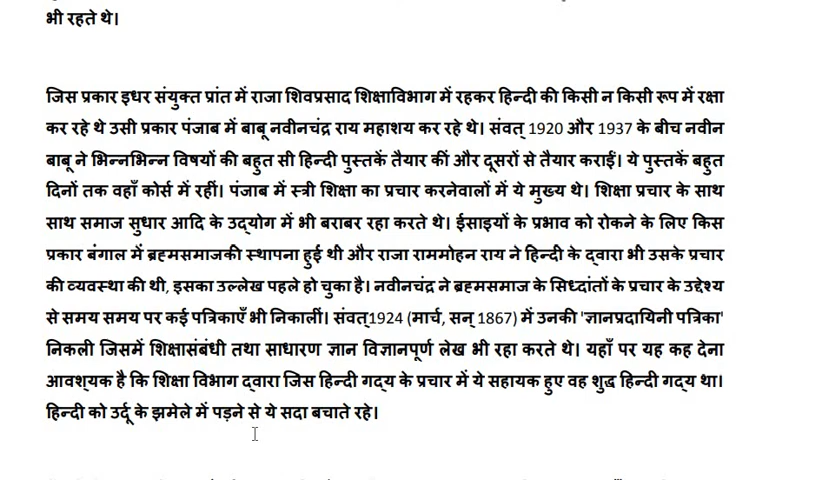 भी रहते थे।
जिस प्रकार इधर संयुक्त प्रांत में राजा शिवप्रसाद शिक्षाविभाग में रहकर हिन्दी की किसी न किसी रूप में रक्षा
कर रहे थे उसी प्रकार पंजाब में बाबू नवीनचंद्र राय महाशय कर रहे थे। संवत् 1920 और 1937 के बीच नवीन
बाबू ने भिन्नभिन्न विषयों की बहुत सी हिन्दी पुस्तकें तैयार कीं और दूसरों से तैयार कराईं। ये पुस्तकें बहुत
दिनों तक वहाँ कोर्स में रहीं। पंजाब में स्त्री शिक्षा का प्रचार करनेवालों में ये मुख्य थे। शिक्षा प्रचार के साथ
साथ समाज सुधार आदि के उद्योग में भी बराबर रहा करते थे। ईसाइयों के प्रभाव को रोकने के लिए किस
प्रकार बंगाल में ब्रह्मसमाजकी स्थापना हुई थी और राजा राममोहन राय ने हिन्दी के द्वारा भी उसके प्रचार
की व्यवस्था की थी, इसका उल्लेख पहले हो चुका है। नवीनचंद्र ने ब्रह्मसमाज के सिध्दांतों के प्रचार के उद्देश्य
से समय समय पर कई पत्रिकाएँ भी निकालीं। संवत्1924 (मार्च, सन् 1867) में उनकी 'ज्ञानप्रदायिनी पत्रिका'
निकली जिसमें शिक्षासंबंधी तथा साधारण ज्ञान विज्ञानपूर्ण लेख भी रहा करते थे। यहाँ पर यह कह देना
आवश्यक है कि शिक्षा विभाग द्वारा जिस हिन्दी गद्य के प्रचार में ये सहायक हुए वह शुद्ध हिन्दी गद्य था।
हिन्दी को उर्दू के झमेले में पड़ने से ये सदा बचाते रहे।